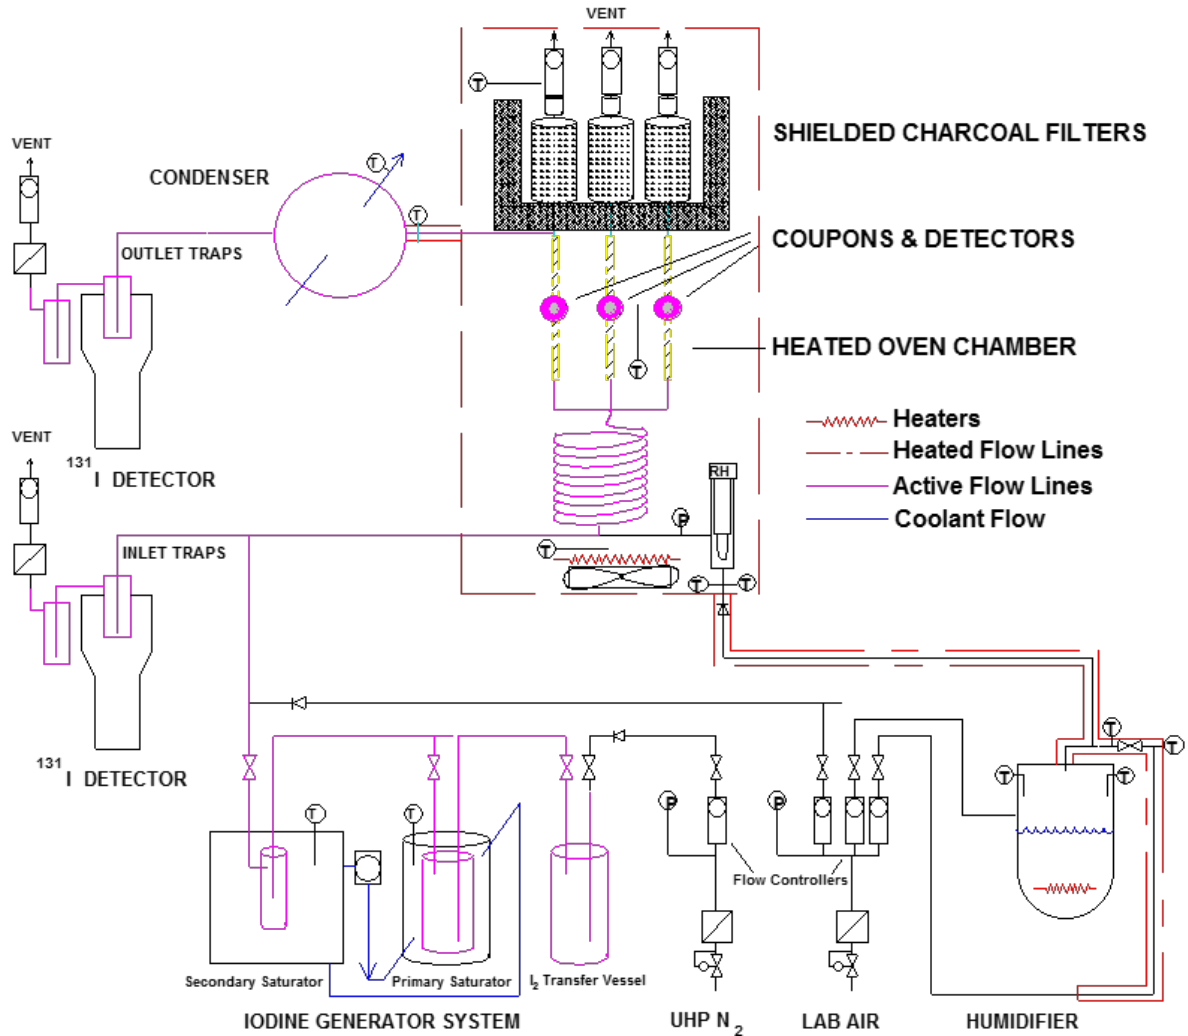 VENT
T
SHIELDED CHARCOAL FILTERS
VENT
CONDENSER
T
T
OUTLET TRAPS
COUPONS & DETECTORS
T
HEATED OVEN CHAMBER
Heaters
Heated Flow Lines
Active Flow Lines
Coolant Flow
VENT
131
I DETECTOR
RH
P
INLET TRAPS
T
T
T
131
I DETECTOR
T
T
T
T
T
T
P
P
Flow Controllers
Secondary Saturator
Primary Saturator
I2 Transfer Vessel
IODINE GENERATOR SYSTEM
UHP N2
LAB AIR
HUMIDIFIER